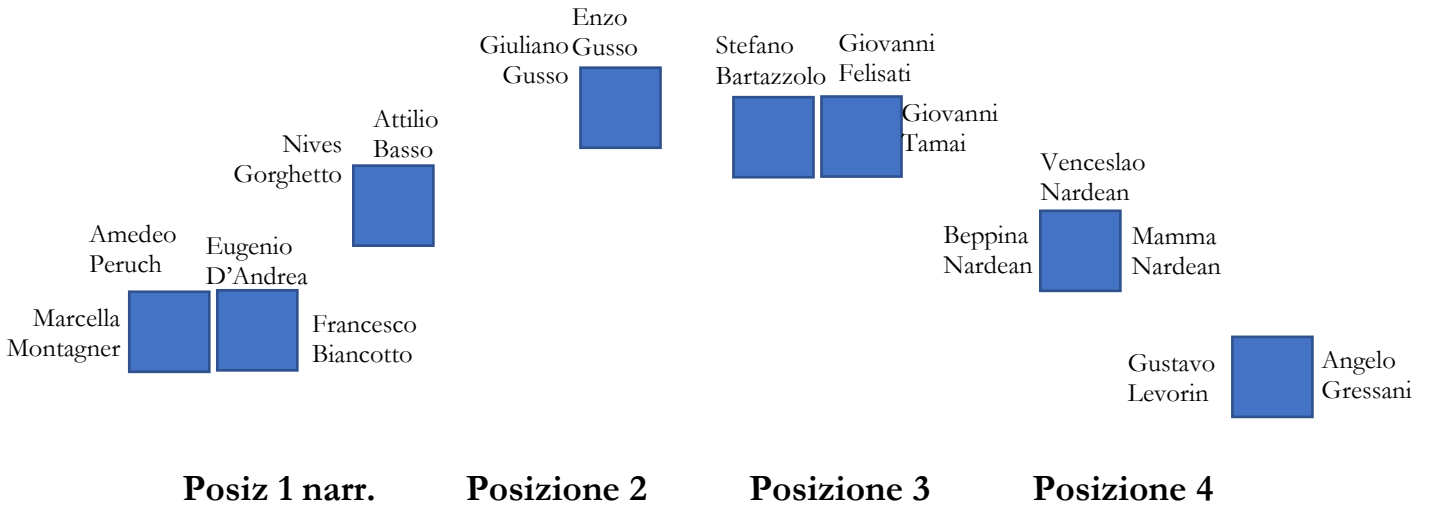 Enzo
Gusso
Giuliano
Gusso
Stefano
Bartazzolo
Giovanni
Felisati
Giovanni
Tamai
Attilio
Basso
Nives
Gorghetto
Venceslao
Nardean
Beppina
Nardean
Mamma
Nardean
Amedeo
Peruch
Eugenio
D’Andrea
Marcella
Montagner
Francesco
Biancotto
Gustavo
Levorin
Angelo
Gressani
Posiz 1 narr.
Posizione 2
Posizione 3
Posizione 4